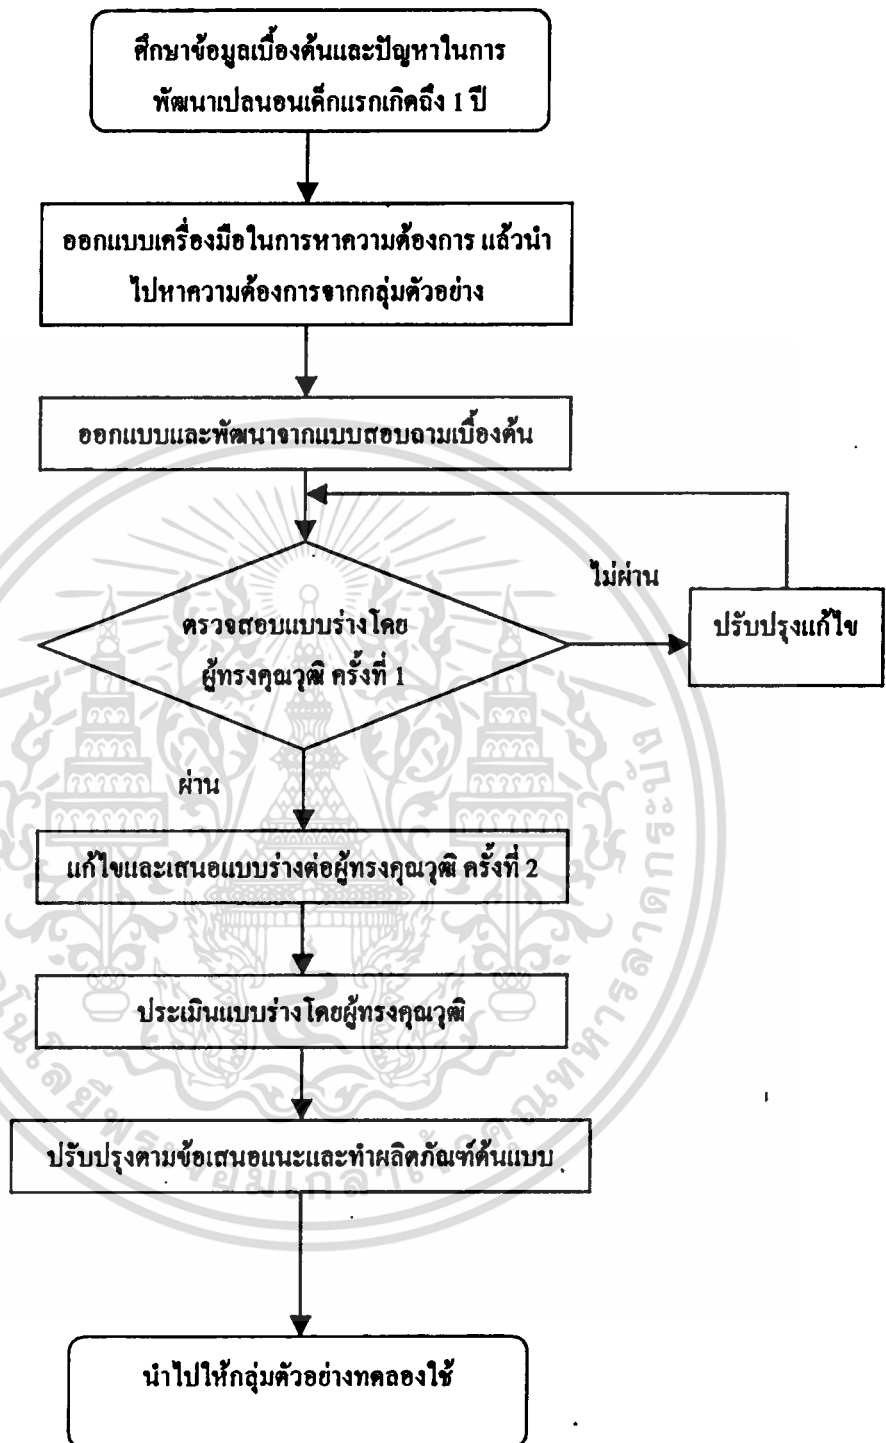 ศึกษาข้อมูลเบื้องต้นและปัญหาในการ
พัฒนาเปลนอนเด็กแรกเกิดถึง 1 ปี
ออกแบบเครื่องมือในการหาความต้องการ แล้วนำ
ไปหาความต้องการจากกลุ่มตัวอย่าง
ออกแบบและพัฒนาจากแบบสอบถามเบื้องต้น
ไม่ผ่าน
ตรวจสอบแบบร่างโดย
ผู้ทรงคุณวุฒิ ครั้งที่ 1
ปรับปรุงแก้ไข
ผ่าน
แก้ไขและเสนอแบบร่างต่อผู้ทรงคุณวุฒิ ครั้งที่ 2
ประเมินแบบร่างโดยผู้ทรงคุณวุฒิ
ปรับปรุงตามข้อเสนอแนะและทำผลิตภัณฑ์ต้นแบบ
นำไปให้กลุ่มตัวอย่างทดลองใช้